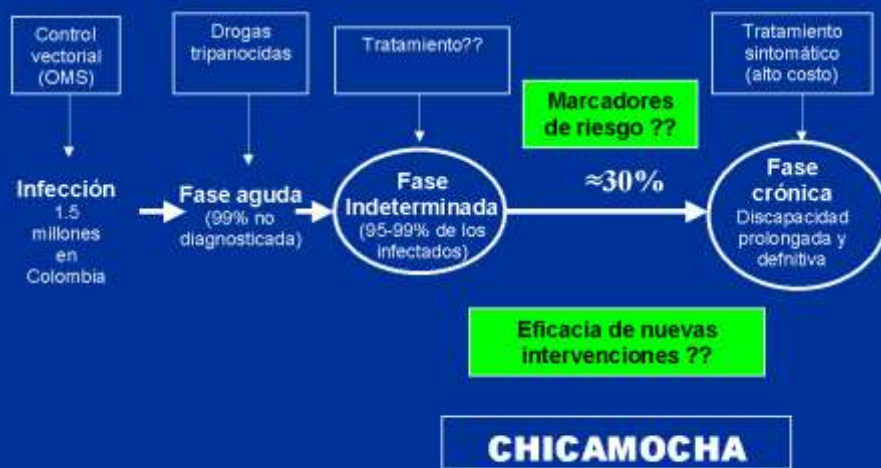 Control
vectorial
(OMS)
Drogas
tripanocidas
Tratamiento??
Tratamiento
sintomático
(alto costo)
Marcadores
de riesgo ??
Infección
1.5
millones
en
Colombia
Fase aguda
(99% no
diagnosticada)
Fase
Indeterminada
(95-99% de los
infectados)
≈30%
Fase
crónica
Discapacidad
prolongada y
defnitiva
Eficacia de nuevas
intervenciones ??
CHICAMOCHA